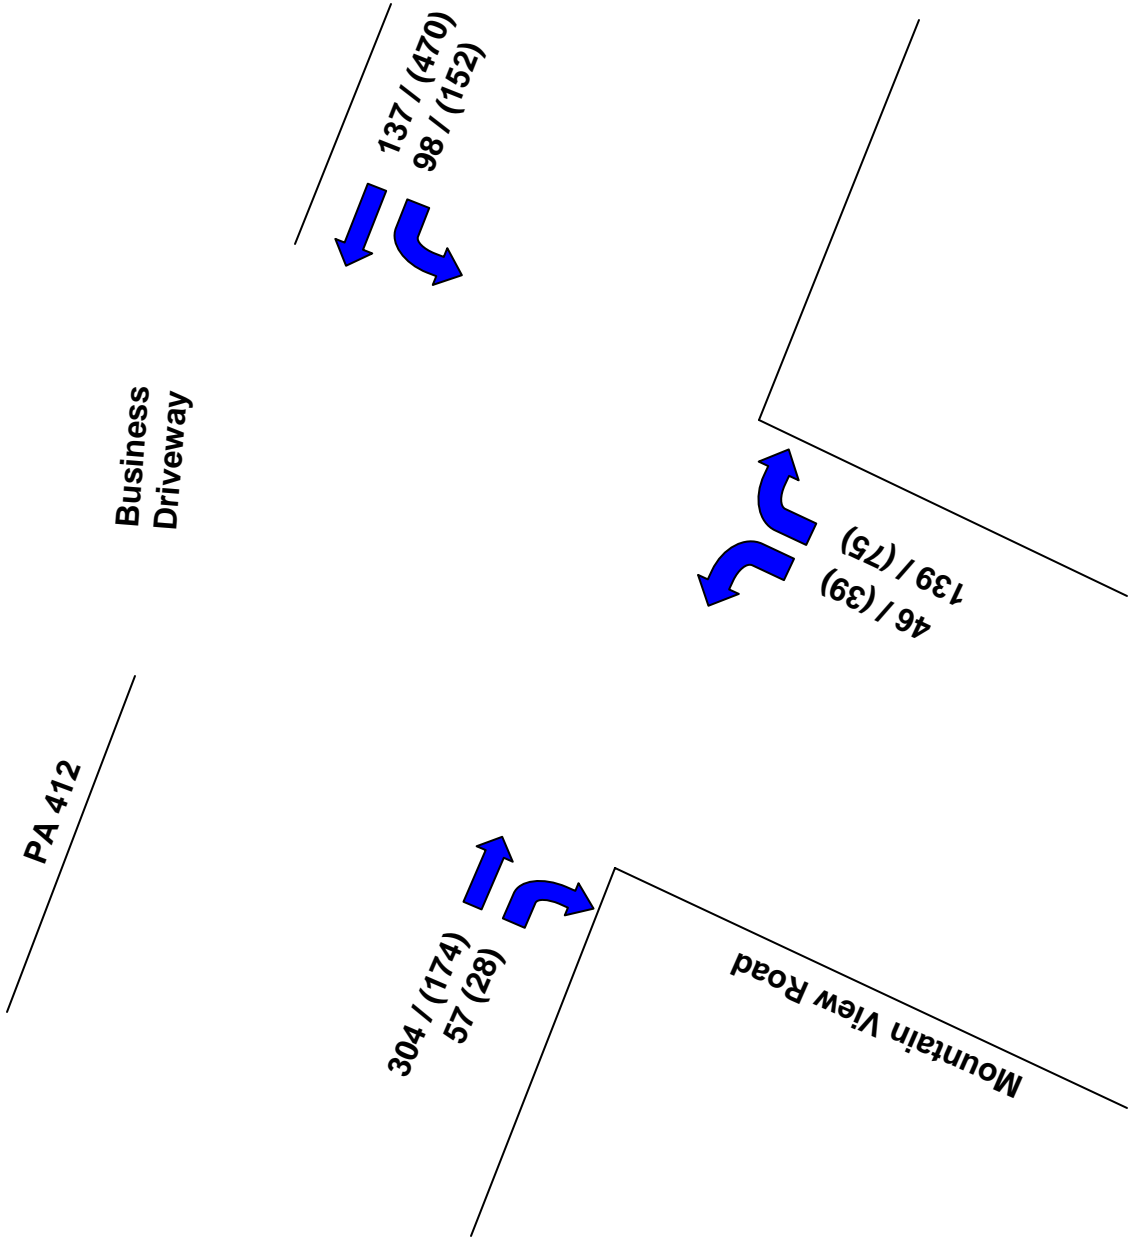 137 / (470)
98 / (152)
Business
Driveway
139 / (75)
46 / (39)
PA 412
304 / (174)
57 (28)
Mountain View Road